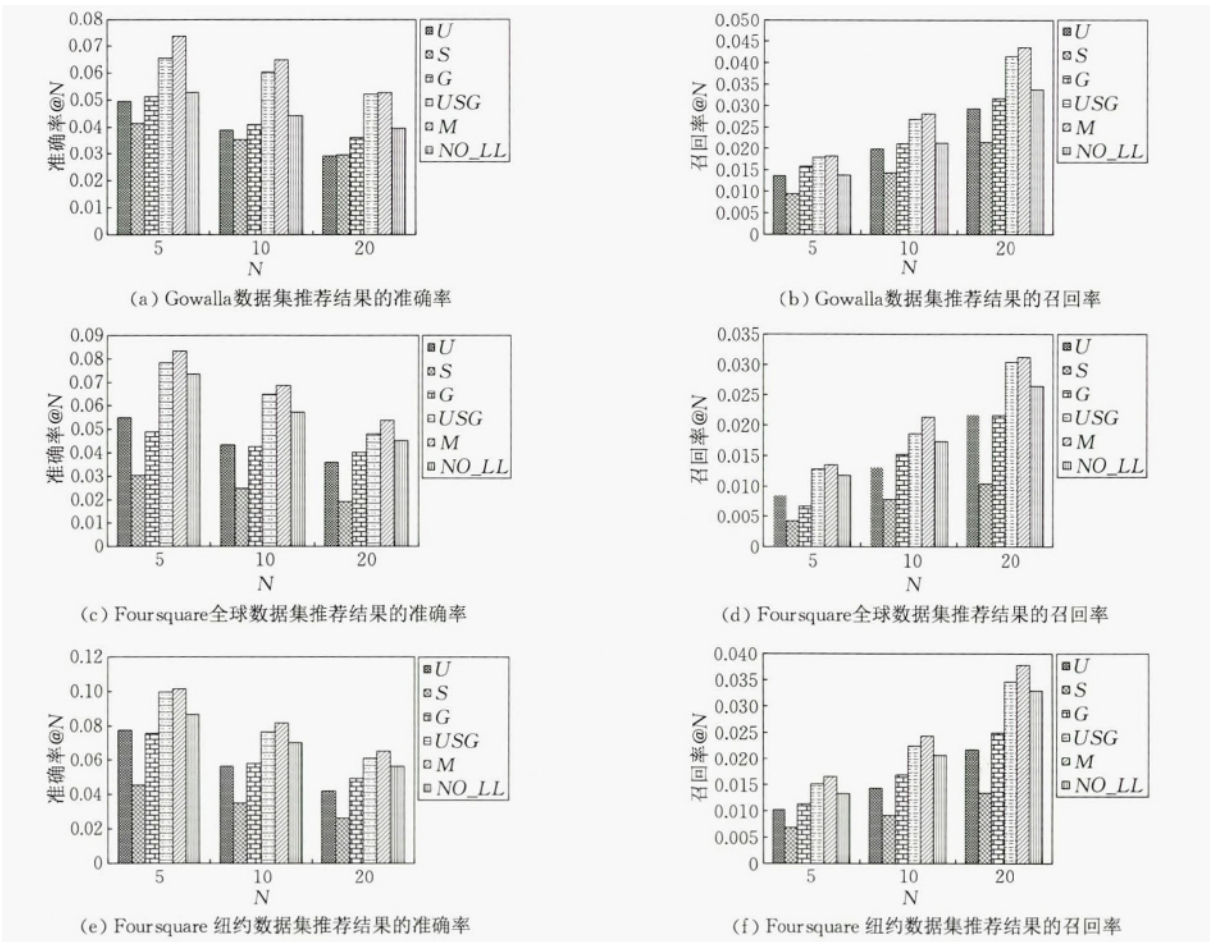 0.08
0.07
0.06
0.05
0.04
0.03
0.02
0.01
0
准确率@N
5 10 20
N
U
S
G
USG
M
NO_LL
(a) Gowalla数据集推荐结果的准确率
0.050
0.045
0.040
0.035
0.030
0.025
0.020
0.015
0.010
0.005
0
召回率@N
5 10 20
N
U
S
G
USG
M
NO_LL
(b) Gowalla数据集推荐结果的召回率
0.09
0.08
0.07
0.06
0.05
0.04
0.03
0.02
0.01
0
准确率@N
5 10 20
N
U
S
G
USG
M
NO_LL
(c) Foursquare全球数据集推荐结果的准确率
0.035
0.030
0.025
0.020
0.015
0.010
0.005
0
召回率@N
5 10 20
N
U
S
G
USG
M
NO_LL
(d) Foursquare全球数据集推荐结果的召回率
0.12
0.10
0.08
0.06
0.04
0.02
0
准确率@N
5 10 20
N
U
S
G
USG
M
NO_LL
(e) Foursquare 纽约数据集推荐结果的准确率
0.040
0.035
0.030
0.025
0.020
0.015
0.010
0.005
0
召回率@N
5 10 20
N
U
S
G
USG
M
NO_LL
(f) Foursquare 纽约数据集推荐结果的召回率